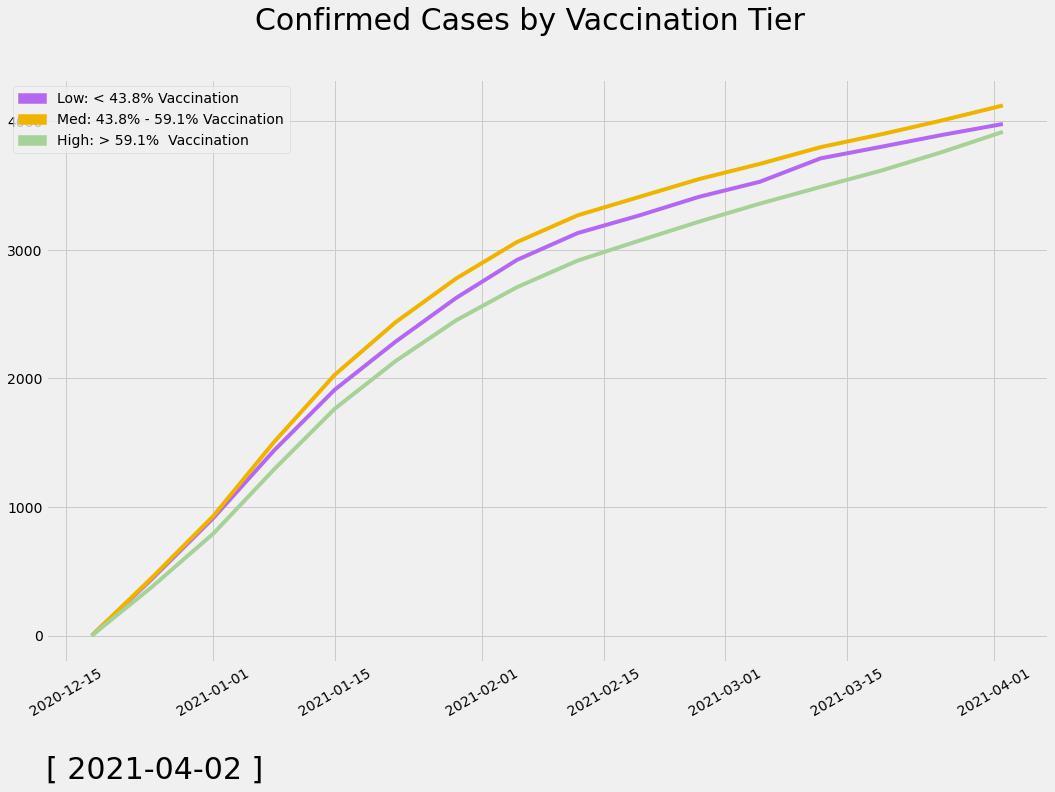 Confirmed Cases by Vaccination Tier
Low: < 43.8% Vaccination
Med: 43.8% - 59.1% Vaccination
High: > 59.1%  Vaccination
4000
3000
2000
1000
0
2020-12-15
2021-01-01
2021-01-15
2021-02-01
2021-02-15
2021-03-01
2021-03-15
2021-04-01
[ 2021-04-02 ]